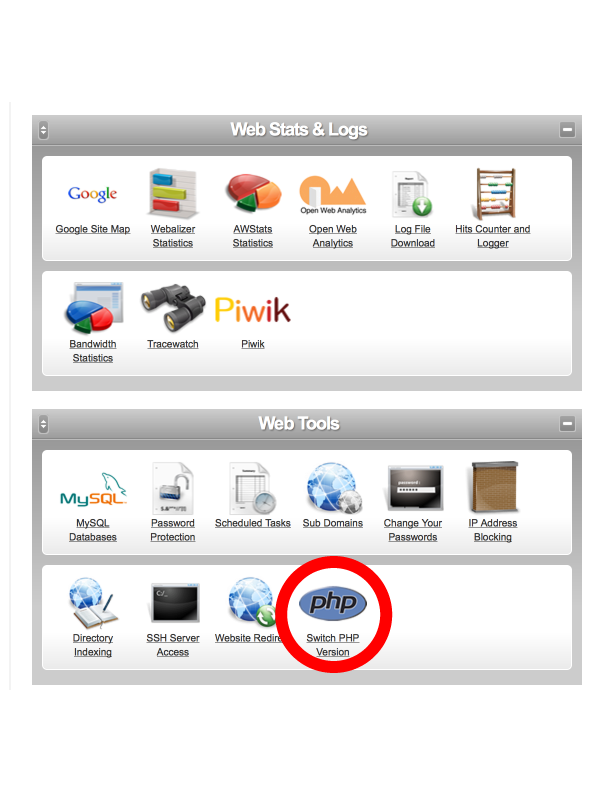 Web Stats & Logs
Google
Open Web Analytics
Google Site Map
Webalizer
Statistics
AWStats
Statistics
Open Web
Analytics
Log File
Download
Hits Counter and
Logger
Piwik
Bandwidth
Statistics
Tracewatch
Piwik
Web Tools
MySQL
password:
MySQL
Databases
Password
Protection
Scheduled Tasks
Sub Domains
Change Your
Passwords
IP Address
Blocking
C:/_
php
Directory
Indexing
SSH Server
Access
Website Redire
Switch PHP
Version